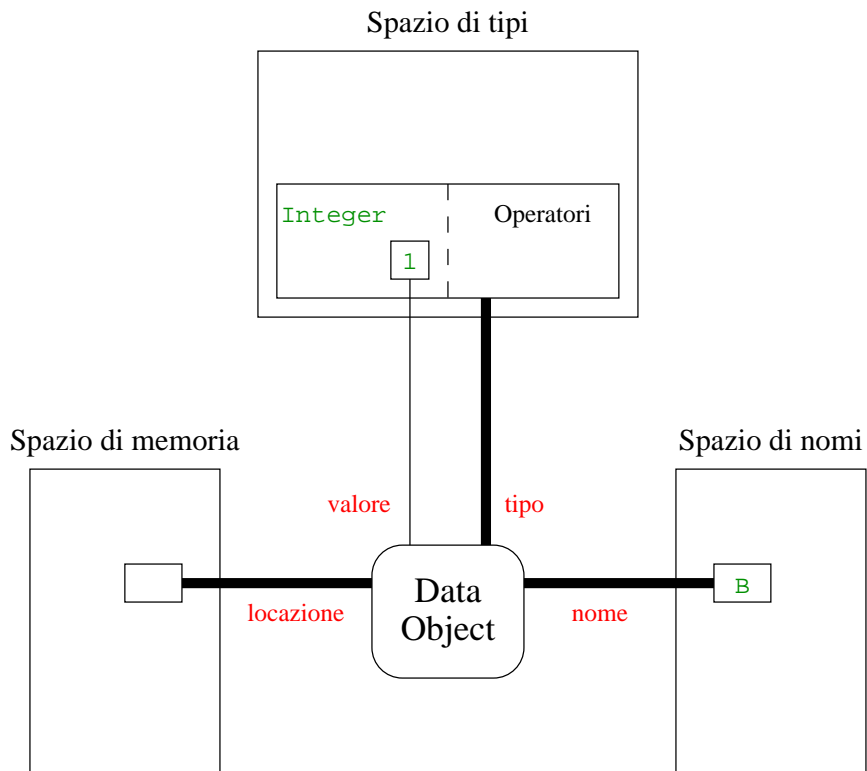 Spazio di tipi
Integer
Operatori
1
Spazio di memoria
Spazio di nomi
valore
tipo
Data
Object
B
locazione
nome